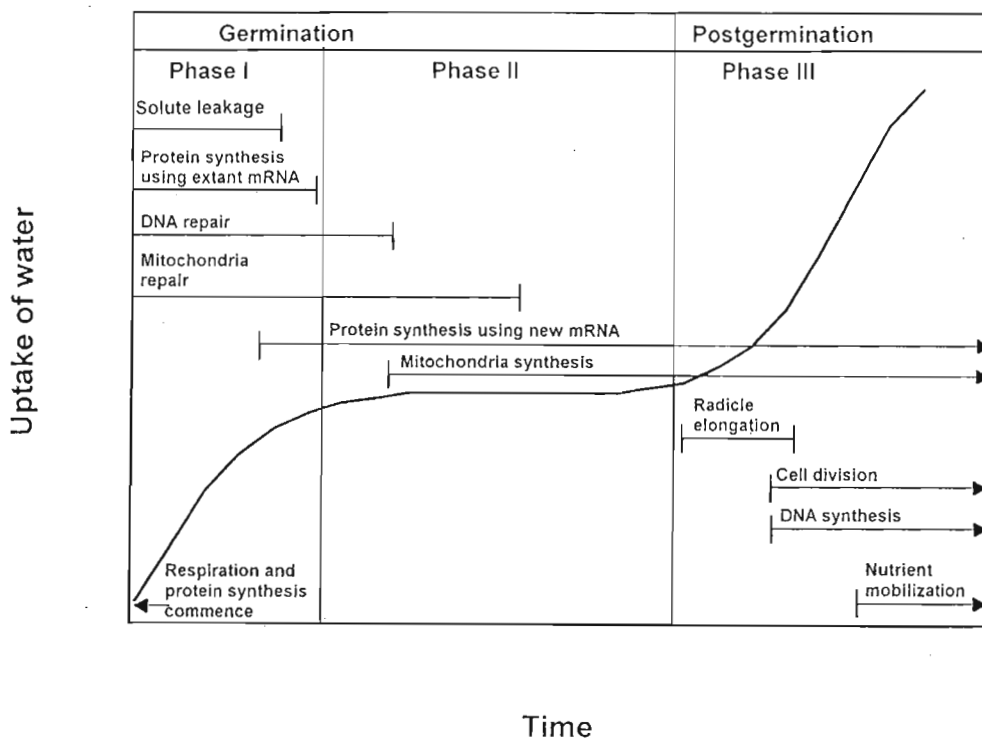 Germination
Postgermination
Phase I
Phase II
Phase III
Solute leakage
Protein synthesis
using extant mRNA
DNA repair
Mitochondria
repair
Protein synthesis using new mRNA
Mitochondria synthesis
Radicle
elongation
Cell division
DNA synthesis
Respiration and
protein synthesis
commence
Nutrient
mobilization
Uptake of water
Time